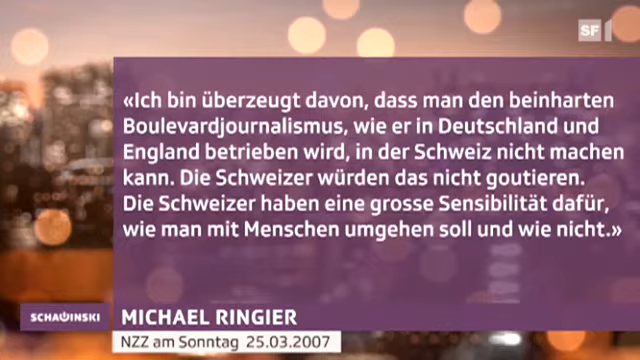 SF 1
«Ich bin überzeugt davon, dass man den beinharten
Boulevardjournalismus, wie er in Deutschland und
England betrieben wird, in der Schweiz nicht machen
kann. Die Schweizer würden das nicht goutieren.
Die Schweizer haben eine grosse Sensibilität dafür,
wie man mit Menschen umgehen soll und wie nicht.»
SCHAWINSKI
MICHAEL RINGIER
NZZ am Sonntag 25.03.2007